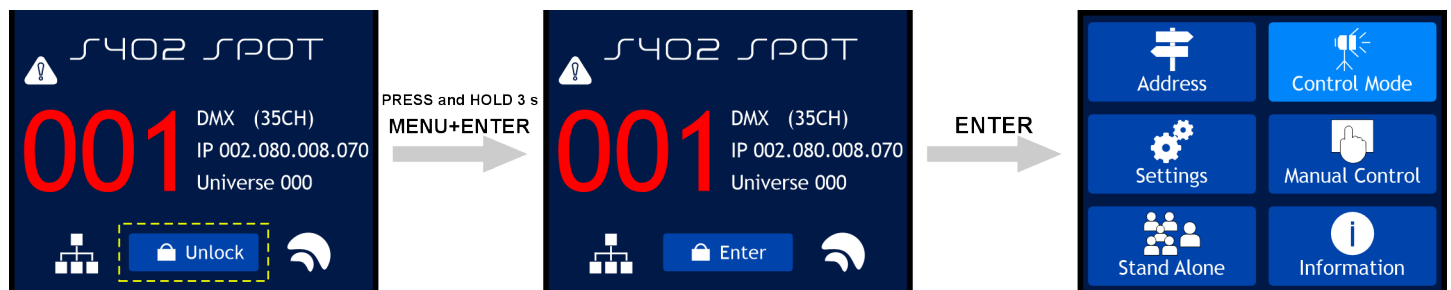 S402 SPOT
001
DMX (35CH)
IP 002.080.008.070
Universe 000
Unlock
PRESS and HOLD 3 s
MENU+ENTER
S402 SPOT
001
DMX (35CH)
IP 002.080.008.070
Universe 000
Enter
ENTER
Address
Control Mode
Settings
Manual Control
Stand Alone
Information